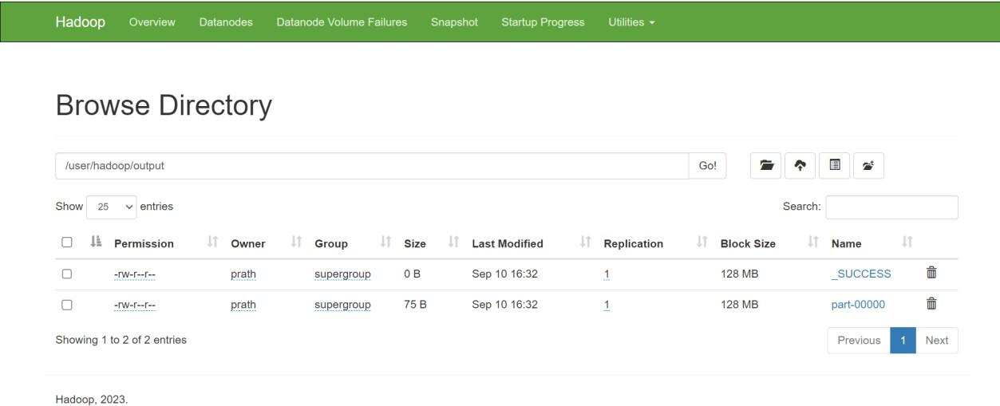 Hadoop Overview Datanodes Datanode Volume Failures Snapshot Startup Progress Utilities
Browse Directory
/user/hadoop/output Go!
Show 25 entries Search:
Permission Owner Group Size Last Modified Replication Block Size Name
-rw-r--r-- prath supergroup 0 B Sep 10 16:32 1 128 MB _SUCCESS
-rw-r--r-- prath supergroup 75 B Sep 10 16:32 1 128 MB part-00000
Showing 1 to 2 of 2 entries Previous 1 Next
Hadoop, 2023.